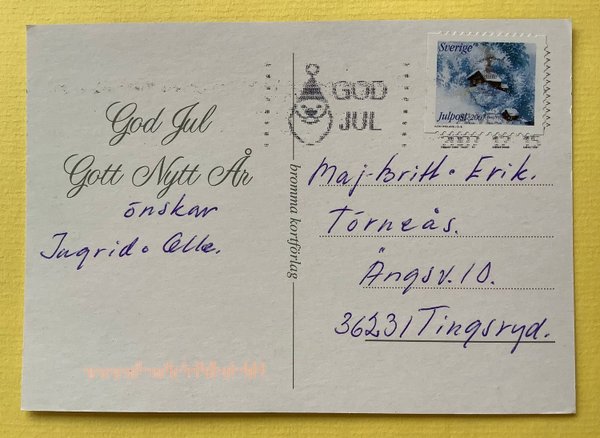 God Jul
Gott Nytt År
önskar
Ingrid o Olle.
bromma kortförlag
GOD
JUL
Sverige
Julpost 2007
2007 12 15
Maj-Britt o Erik.
Törneås.
Ängsv. 10.
36231 Tingsryd.